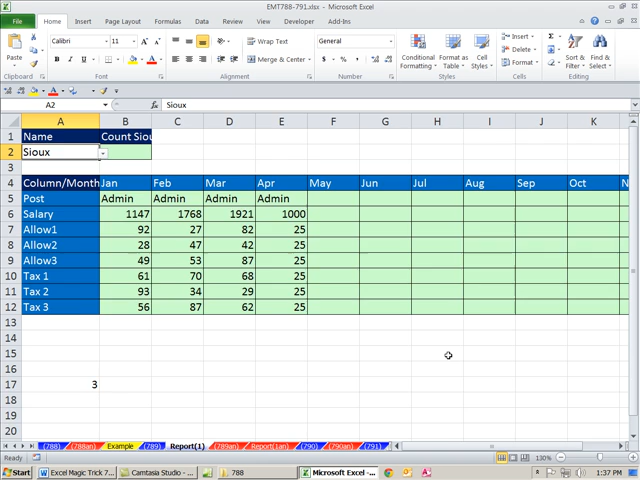 EMT788-791.xlsx - Microsoft Excel
File Home Insert Page Layout Formulas Data Review View Developer Add-Ins
Calibri 11 Wrap Text General Insert
Paste Merge & Center Conditional Formatting Format as Table Cell Styles Delete Format Sort & Filter Find & Select
Clipboard Font Alignment Number Styles Cells Editing
A2 fx Sioux
A B C D E F G H I J K
1 Name Count Siou
2 Sioux
3
4 Column/Month Jan Feb Mar Apr May Jun Jul Aug Sep Oct N
5 Post Admin Admin Admin Admin
6 Salary 1147 1768 1921 1000
7 Allow1 92 27 82 25
8 Allow2 28 47 42 25
9 Allow3 49 53 87 25
10 Tax 1 61 70 68 25
11 Tax 2 93 34 29 25
12 Tax 3 56 87 62 25
13
14
15
16
17 3
18
19
20
(788) (788an) Example (789) Report(1) (789an) Report(1an) (790) (790an) (791)
Ready 130%
Start Excel Magic Trick 7... Camtasia Studio - ... 788 Microsoft Excel - ... 1:37 PM